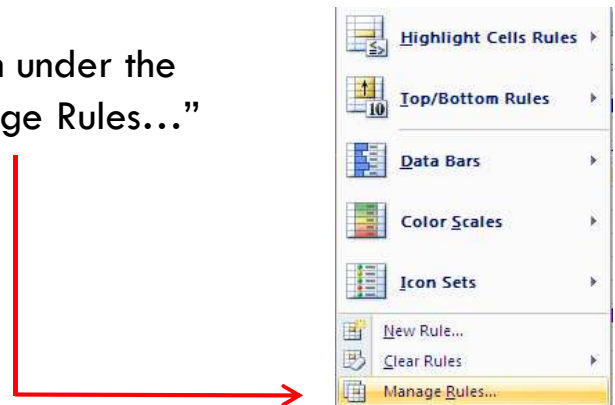 under the
Rules…”
Highlight Cells Rules
Top/Bottom Rules
10
Data Bars
Color Scales
Icon Sets
New Rule...
Clear Rules
Manage Rules...